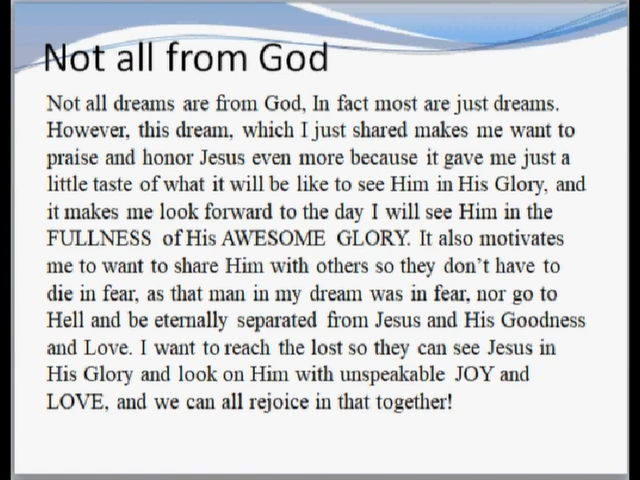 Not all from God
Not all dreams are from God, In fact most are just dreams.
However, this dream, which I just shared makes me want to
praise and honor Jesus even more because it gave me just a
little taste of what it will be like to see Him in His Glory, and
it makes me look forward to the day I will see Him in the
FULLNESS of His AWESOME GLORY. It also motivates
me to want to share Him with others so they don’t have to
die in fear, as that man in my dream was in fear, nor go to
Hell and be eternally separated from Jesus and His Goodness
and Love. I want to reach the lost so they can see Jesus in
His Glory and look on Him with unspeakable JOY and
LOVE, and we can all rejoice in that together!